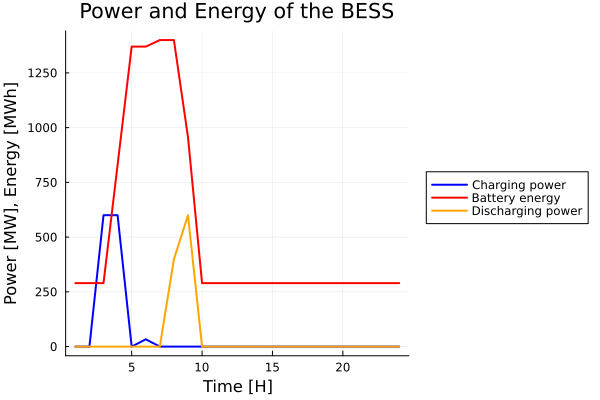 Power and Energy of the BESS
Power [MW], Energy [MWh]
1250
1000
750
500
250
0
5
10
15
20
Time [H]
Charging power
Battery energy
Discharging power